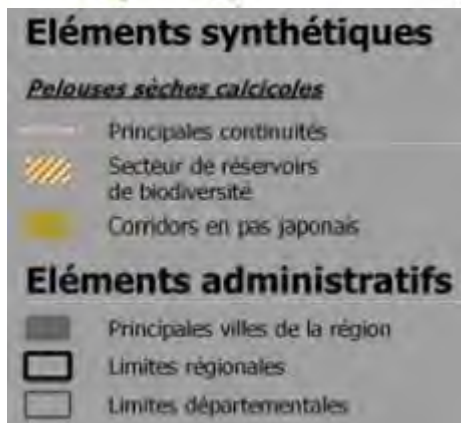 Eléments synthétiques
Pelouses sèches calcicoles
Principales continuités
Secteur de réservoirs
de biodiversité
Corridors en pas japonais
Eléments administratifs
Principales villes de la région
Limites régionales
Limites départementales